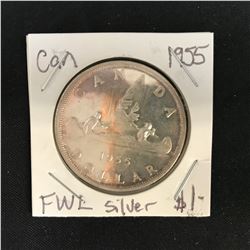 Can 1955
CANADA
1955
DOLLAR
FWL silver $1-